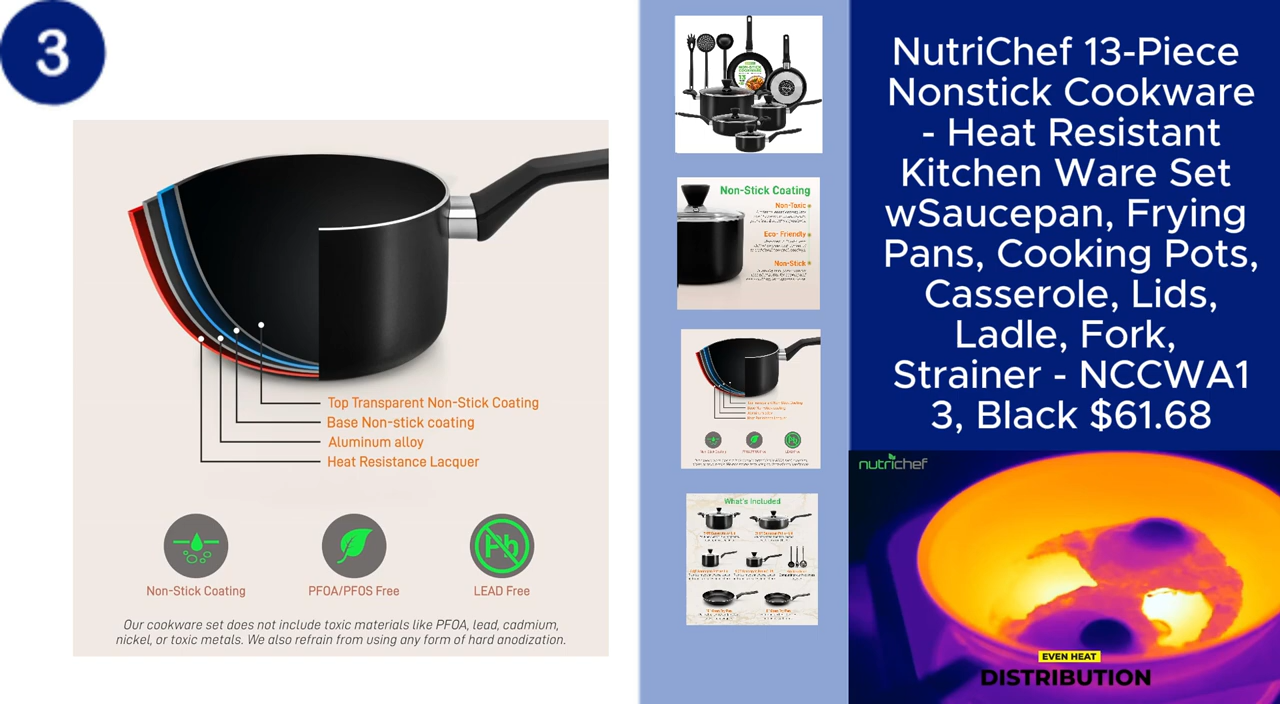 3
Top Transparent Non-Stick Coating
Base Non-stick coating
Aluminum alloy
Heat Resistance Lacquer
Non-Stick Coating
PFOA/PFOS Free
LEAD Free
Our cookware set does not include toxic materials like PFOA, lead, cadmium,
nickel, or toxic metals. We also refrain from using any form of hard anodization.
Non-Stick Coating
Non-Toxic
Eco- Friendly
Non-Stick
What's Included
NutriChef 13-Piece
Nonstick Cookware
- Heat Resistant
Kitchen Ware Set
wSaucepan, Frying
Pans, Cooking Pots,
Casserole, Lids,
Ladle, Fork,
Strainer - NCCWA1
3, Black $61.68
nutrichef
EVEN HEAT
DISTRIBUTION